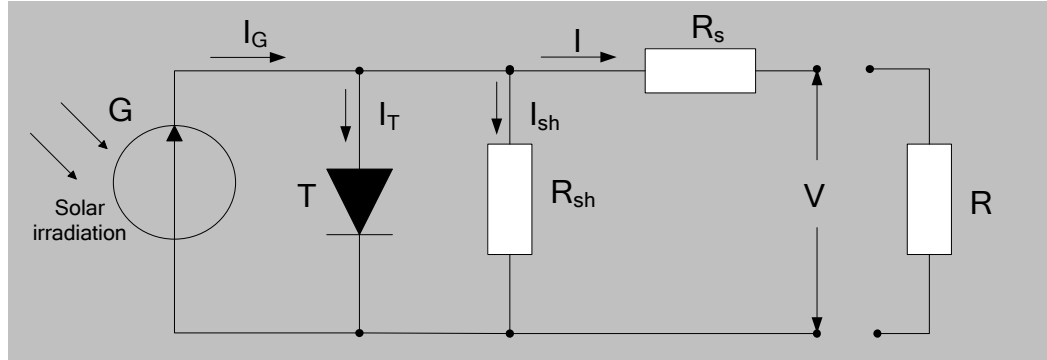 I_G
I
R_s
G
I_T
I_sh
T
R_sh
V
R
Solar
irradiation